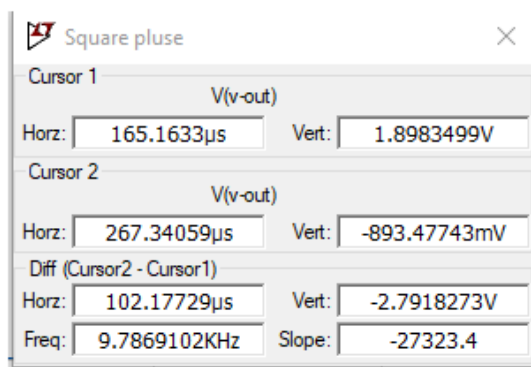 Square pluse
Cursor 1
V(v-out)
Horz: 165.1633µs Vert: 1.8983499V
Cursor 2
V(v-out)
Horz: 267.34059µs Vert: -893.47743mV
Diff (Cursor2 - Cursor1)
Horz: 102.17729µs Vert: -2.7918273V
Freq: 9.7869102KHz Slope: -27323.4